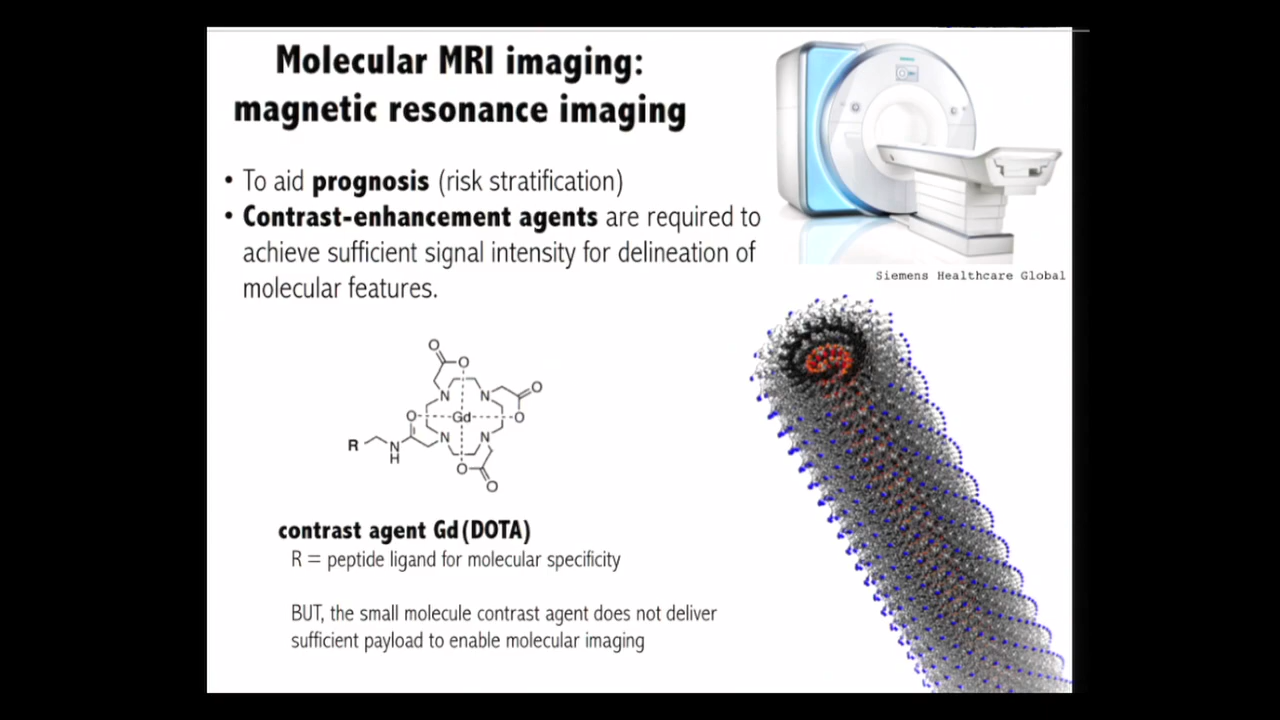 Molecular MRI imaging:
magnetic resonance imaging
• To aid prognosis (risk stratification)
• Contrast-enhancement agents are required to
achieve sufficient signal intensity for delineation of
molecular features.
Siemens Healthcare Global
O
O
N
N
O
O
Gd
O
R
N
H
N
N
O
O
contrast agent Gd(DOTA)
R = peptide ligand for molecular specificity
BUT, the small molecule contrast agent does not deliver
sufficient payload to enable molecular imaging